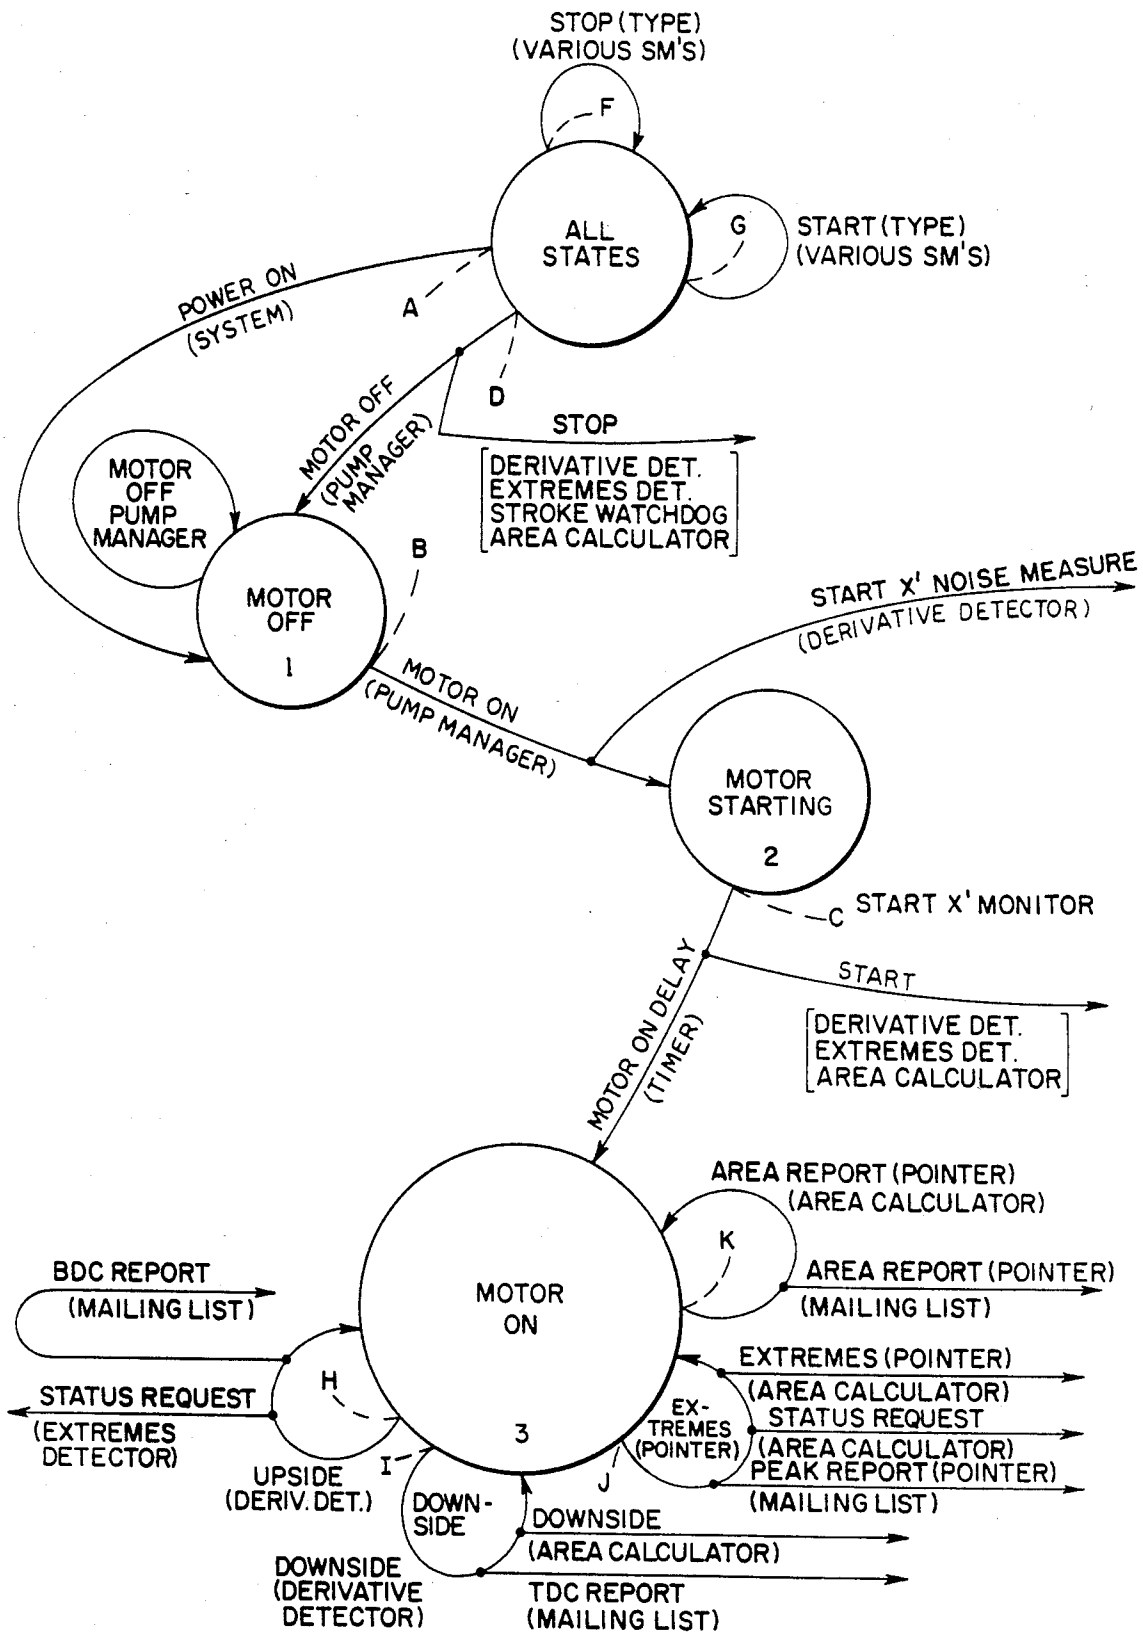 STOP (TYPE)
(VARIOUS SM'S)
F
ALL
STATES
G
START (TYPE)
(VARIOUS SM'S)
POWER ON
(SYSTEM)
A
D
MOTOR OFF
(PUMP
MANAGER)
STOP
DERIVATIVE DET.
EXTREMES DET.
STROKE WATCHDOG
AREA CALCULATOR
MOTOR
OFF
PUMP
MANAGER
B
MOTOR
OFF
1
START X' NOISE MEASURE
(DERIVATIVE DETECTOR)
MOTOR ON
(PUMP MANAGER)
MOTOR
STARTING
2
C START X' MONITOR
START
MOTOR ON DELAY
(TIMER)
DERIVATIVE DET.
EXTREMES DET.
AREA CALCULATOR
AREA REPORT (POINTER)
(AREA CALCULATOR)
K
AREA REPORT (POINTER)
(MAILING LIST)
BDC REPORT
(MAILING LIST)
MOTOR
ON
3
H
STATUS REQUEST
(EXTREMES
DETECTOR)
EXTREMES (POINTER)
(AREA CALCULATOR)
EX-
TREMES
(POINTER)
STATUS REQUEST
(AREA CALCULATOR)
PEAK REPORT (POINTER)
(MAILING LIST)
J
I
UPSIDE
(DERIV. DET.)
DOWN-
SIDE
DOWNSIDE
(AREA CALCULATOR)
DOWNSIDE
(DERIVATIVE
DETECTOR)
TDC REPORT
(MAILING LIST)